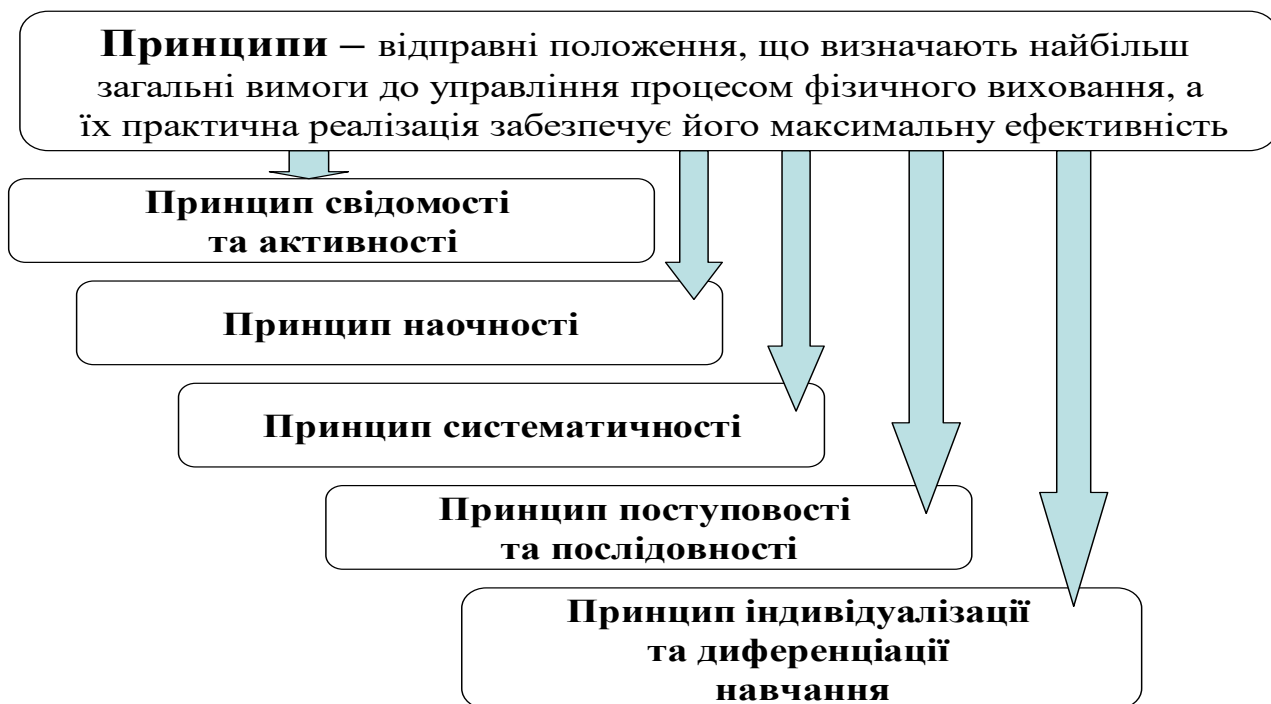 Принципи – відправні положення, що визначають найбільш
загальні вимоги до управління процесом фізичного виховання, а
їх практична реалізація забезпечує його максимальну ефективність
Принцип свідомості
та активності
Принцип наочності
Принцип систематичності
Принцип поступовості
та послідовності
Принцип індивідуалізації
та диференціації
навчання